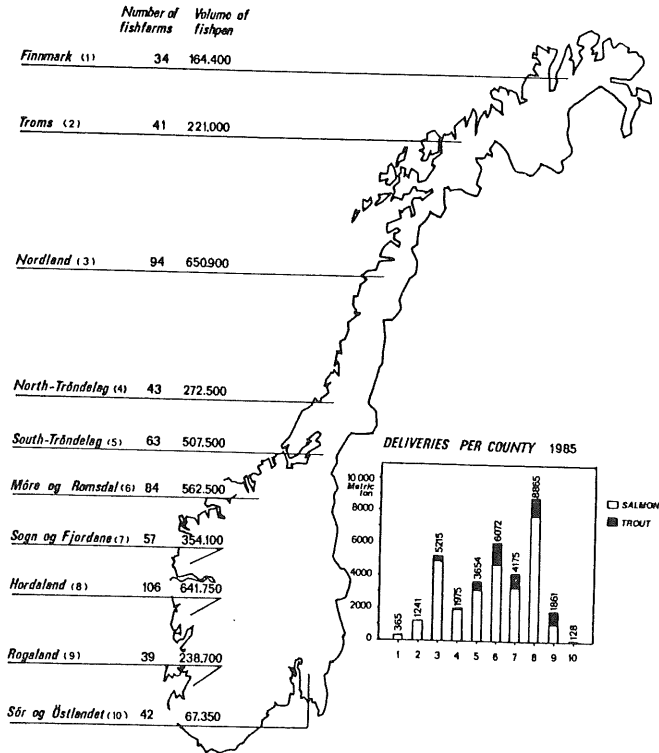 Number of fishfarms Volume of fishpen
Finnmark (1) 34 164.400
Troms (2) 41 221.000
Nordland (3) 94 650.900
North-Tröndelag (4) 43 272.500
South-Tröndelag (5) 63 507.500
Möre og Romsdal (6) 84 562.500
Sogn og Fjordane (7) 57 354.100
Hordaland (8) 106 641.750
Rogaland (9) 39 238.700
Sör og Östlandet (10) 42 67.350
DELIVERIES PER COUNTY 1985
10 000
Metric
ton
8000
6000
4000
2000
0
365 1241 5215 1975 3654 6072 4175 8865 1861 128
1 2 3 4 5 6 7 8 9 10
SALMON
TROUT